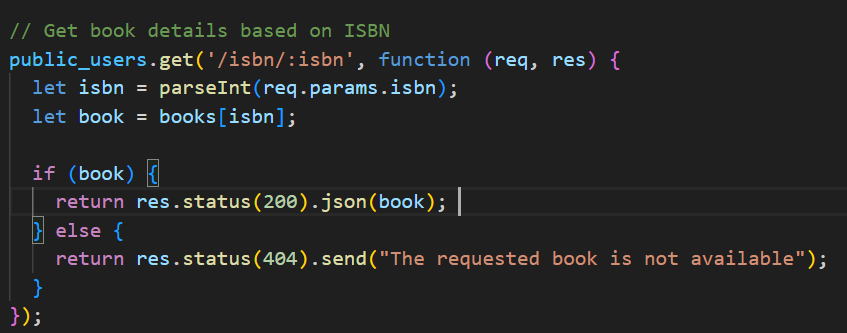 // Get book details based on ISBN
public_users.get('/isbn/:isbn', function (req, res) {
  let isbn = parseInt(req.params.isbn);
  let book = books[isbn];

  if (book) {
    return res.status(200).json(book);
  } else {
    return res.status(404).send("The requested book is not available");
  }
});